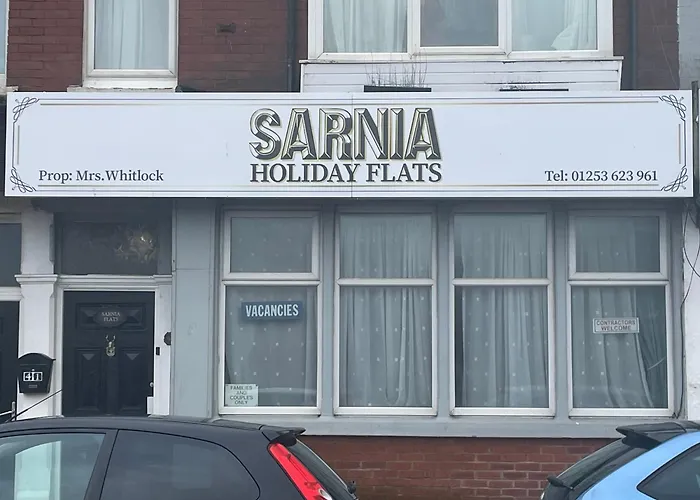 SARNIA
HOLIDAY FLATS
Prop: Mrs.Whitlock
Tel: 01253 623 961
SARNIA
FLATS
VACANCIES
CONTRACTORS
WELCOME
FAMILIES
AND
COUPLES
ONLY